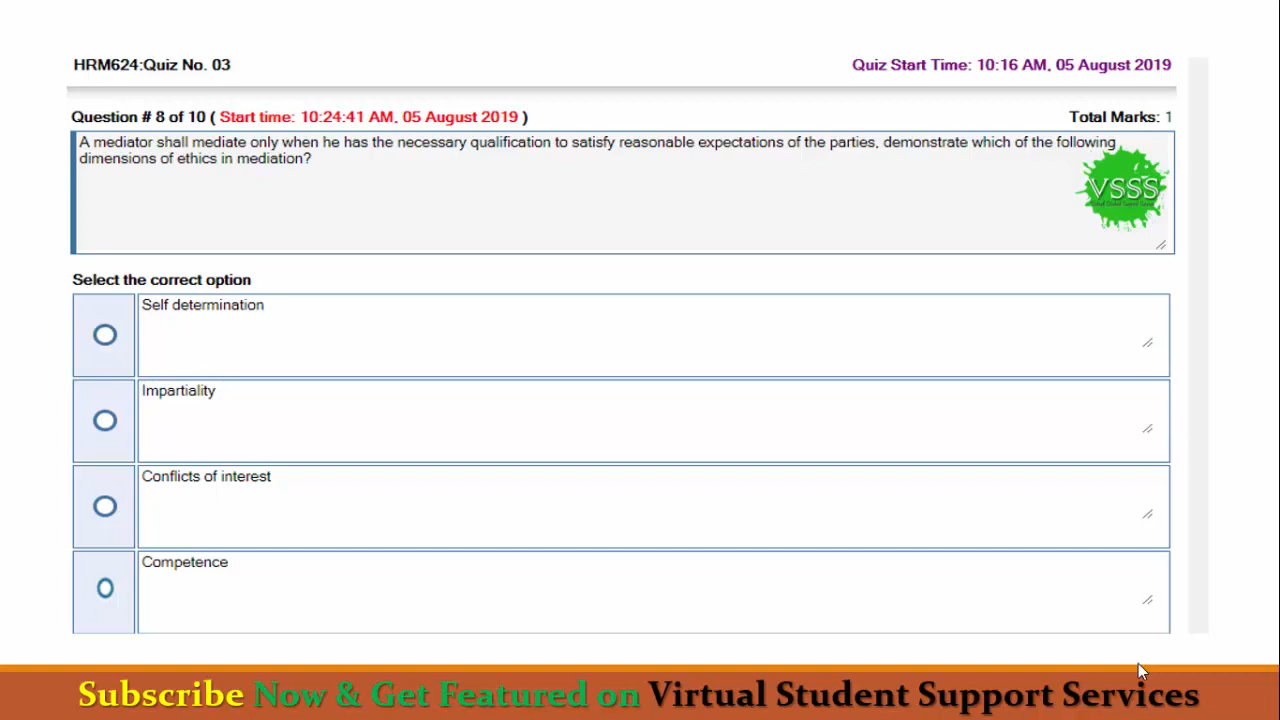 HRM624:Quiz No. 03
Quiz Start Time: 10:16 AM, 05 August 2019
Question # 8 of 10 ( Start time: 10:24:41 AM, 05 August 2019 )
Total Marks: 1
A mediator shall mediate only when he has the necessary qualification to satisfy reasonable expectations of the parties, demonstrate which of the following
dimensions of ethics in mediation?
VSSS
Select the correct option
Self determination
Impartiality
Conflicts of interest
Competence
Subscribe Now & Get Featured on Virtual Student Support Services